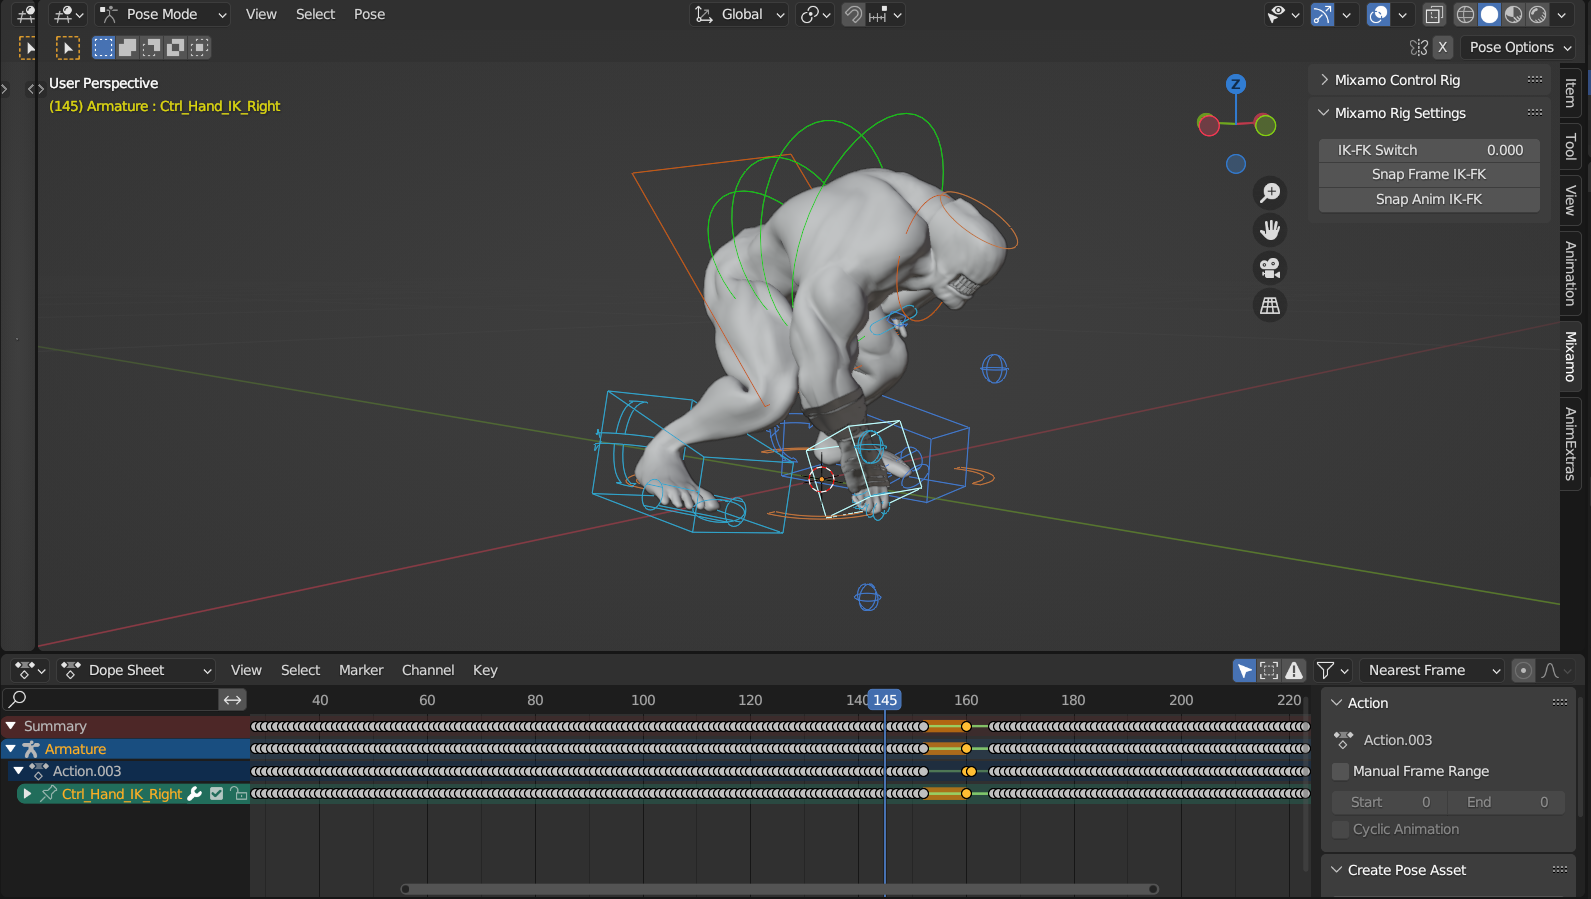 Pose Mode View Select Pose Global
X Pose Options
User Perspective
(145) Armature : Ctrl_Hand_IK_Right
Z
Mixamo Control Rig
Mixamo Rig Settings
IK-FK Switch 0.000
Snap Frame IK-FK
Snap Anim IK-FK
Item
Tool
View
Animation
Mixamo
AnimExtras
Dope Sheet View Select Marker Channel Key Nearest Frame
40 60 80 100 120 140 145 160 180 200 220
Summary
Armature
Action.003
Ctrl_Hand_IK_Right
Action
Action.003
Manual Frame Range
Start 0 End 0
Cyclic Animation
Create Pose Asset